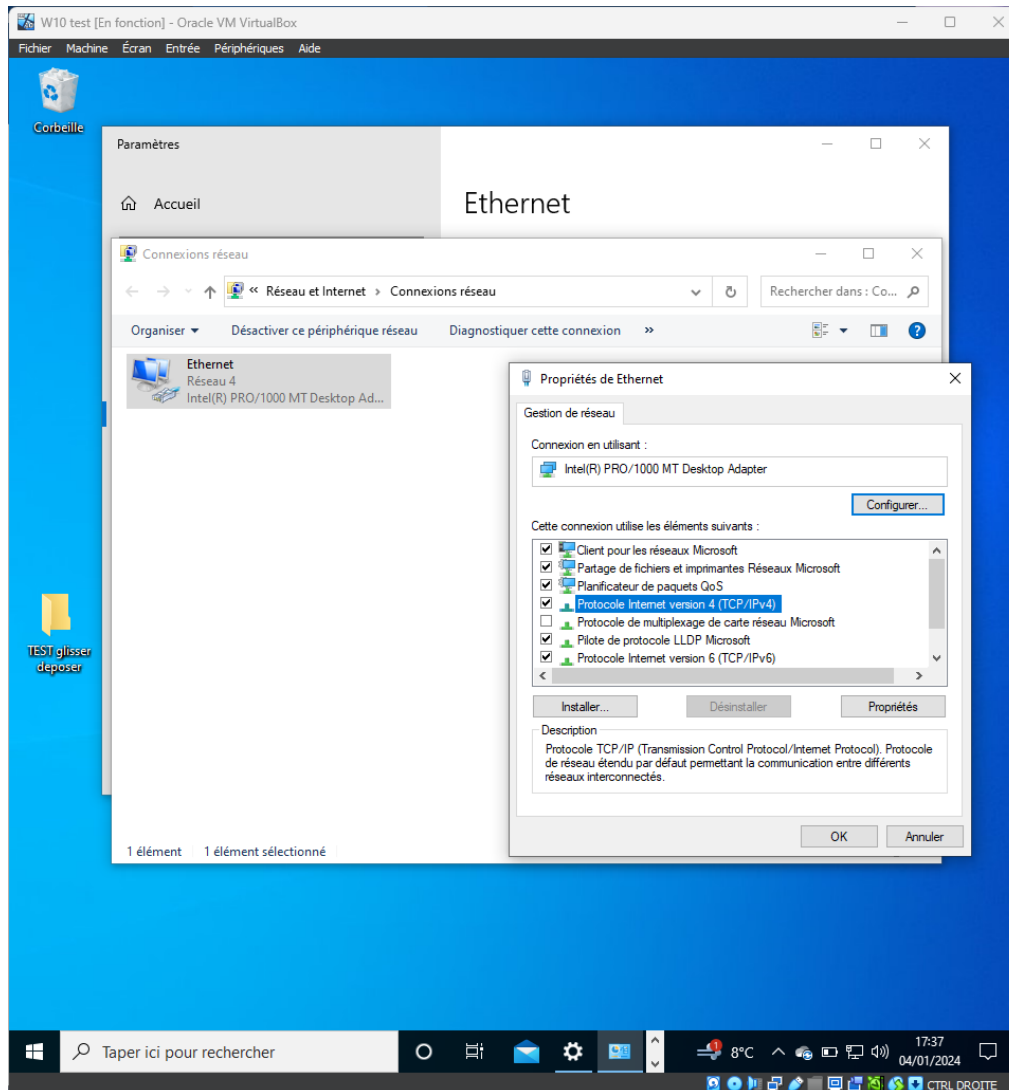 W10 test [En fonction] - Oracle VM VirtualBox
Fichier Machine Écran Entrée Périphériques Aide
Corbeille
Paramètres
Accueil
Ethernet
Connexions réseau
« Réseau et Internet > Connexions réseau
Rechercher dans : Co...
Organiser Désactiver ce périphérique réseau Diagnostiquer cette connexion »
Ethernet
Réseau 4
Intel(R) PRO/1000 MT Desktop Ad...
Propriétés de Ethernet
Gestion de réseau
Connexion en utilisant :
Intel(R) PRO/1000 MT Desktop Adapter
Configurer...
Cette connexion utilise les éléments suivants :
Client pour les réseaux Microsoft
Partage de fichiers et imprimantes Réseaux Microsoft
Planificateur de paquets QoS
Protocole Internet version 4 (TCP/IPv4)
Protocole de multiplexage de carte réseau Microsoft
Pilote de protocole LLDP Microsoft
Protocole Internet version 6 (TCP/IPv6)
Installer...
Désinstaller
Propriétés
Description
Protocole TCP/IP (Transmission Control Protocol/Internet Protocol). Protocole
de réseau étendu par défaut permettant la communication entre différents
réseaux interconnectés.
OK
Annuler
TEST glisser
deposer
1 élément 1 élément sélectionné
Taper ici pour rechercher
8°C
17:37
04/01/2024
CTRL DROITE